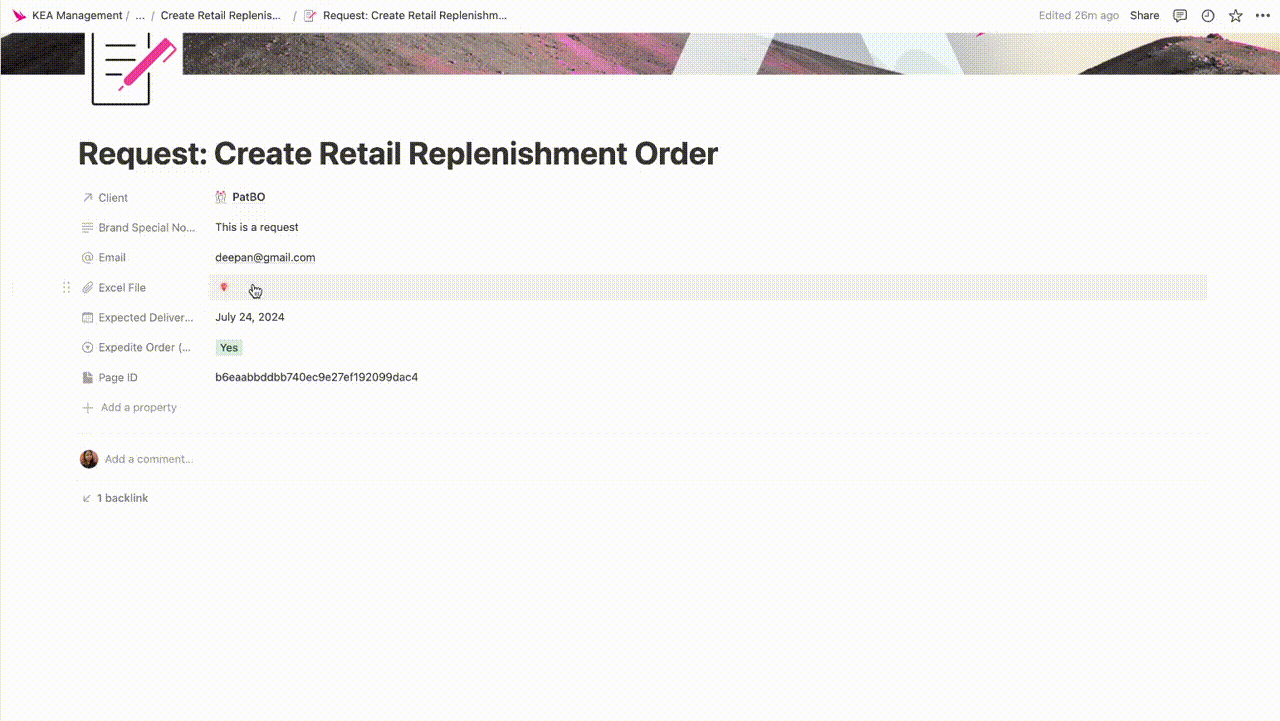 KEA Management / ... / Create Retail Replenis... / Request: Create Retail Replenishm...
Edited 26m ago Share
Request: Create Retail Replenishment Order
Client PatBO
Brand Special No... This is a request
Email deepan@gmail.com
Excel File
Expected Deliver... July 24, 2024
Expedite Order (... Yes
Page ID b6eaabbddbb740ec9e27ef192099dac4
Add a property
Add a comment...
1 backlink